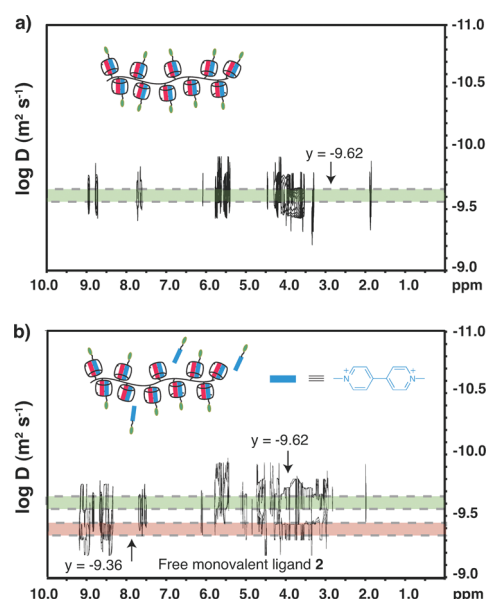 a)
-11.0
-10.5
-10.0
-9.5
-9.0
log D (m² s⁻¹)
y = -9.62
10.0 9.0 8.0 7.0 6.0 5.0 4.0 3.0 2.0 1.0 ppm
b)
-11.0
-10.5
-10.0
-9.5
-9.0
log D (m² s⁻¹)
N + N +
y = -9.62
y = -9.36
Free monovalent ligand 2
10.0 9.0 8.0 7.0 6.0 5.0 4.0 3.0 2.0 1.0 ppm